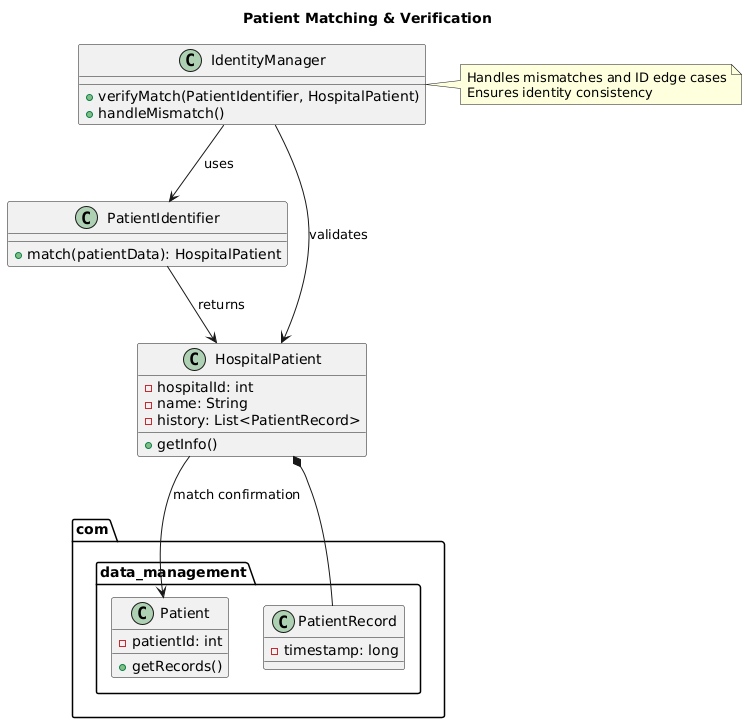 Patient Matching & Verification
C IdentityManager
verifyMatch(PatientIdentifier, HospitalPatient)
handleMismatch()
Handles mismatches and ID edge cases
Ensures identity consistency
uses
C PatientIdentifier
match(patientData): HospitalPatient
validates
returns
C HospitalPatient
hospitalId: int
name: String
history: List<PatientRecord>
getInfo()
match confirmation
com
data_management
C Patient
patientId: int
getRecords()
C PatientRecord
timestamp: long